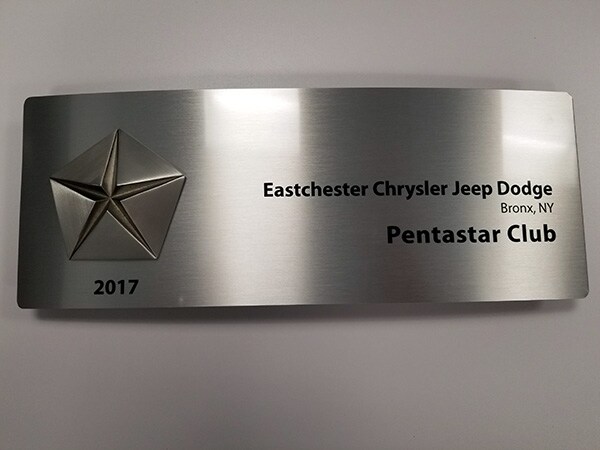 Eastchester Chrysler Jeep Dodge
Bronx, NY
Pentastar Club
2017